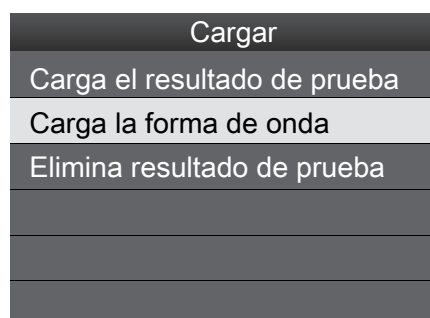 Cargar
Carga el resultado de prueba
Carga la forma de onda
Elimina resultado de prueba